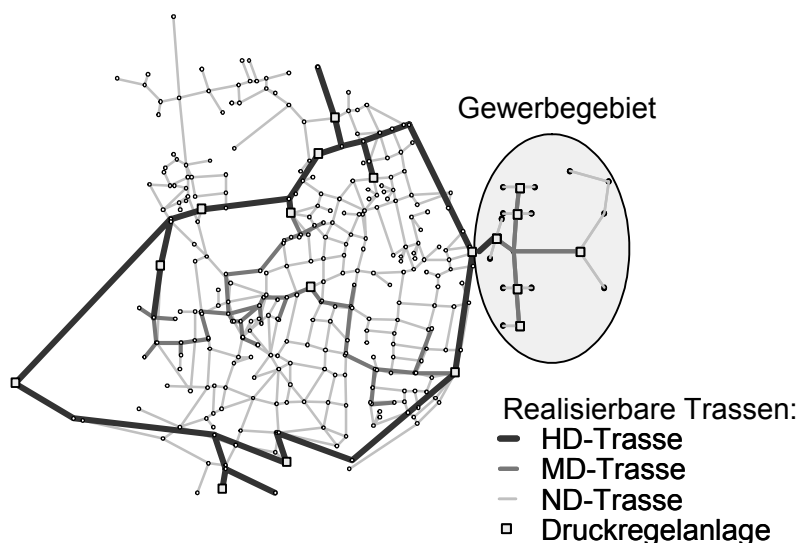 Gewerbegebiet
Realisierbare Trassen:
HD-Trasse
MD-Trasse
ND-Trasse
Druckregelanlage